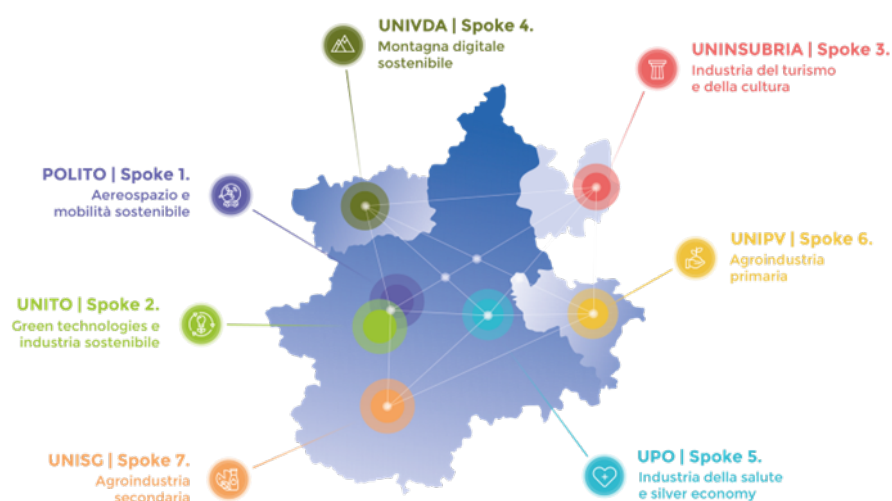 UNIVDA | Spoke 4.
Montagna digitale
sostenibile
UNINSUBRIA | Spoke 3.
Industria del turismo
e della cultura
POLITO | Spoke 1.
Aereospazio e
mobilità sostenibile
UNIPV | Spoke 6.
Agroindustria
primaria
UNITO | Spoke 2.
Green technologies e
industria sostenibile
UNISG | Spoke 7.
Agroindustria
secondaria
UPO | Spoke 5.
Industria della salute
e silver economy